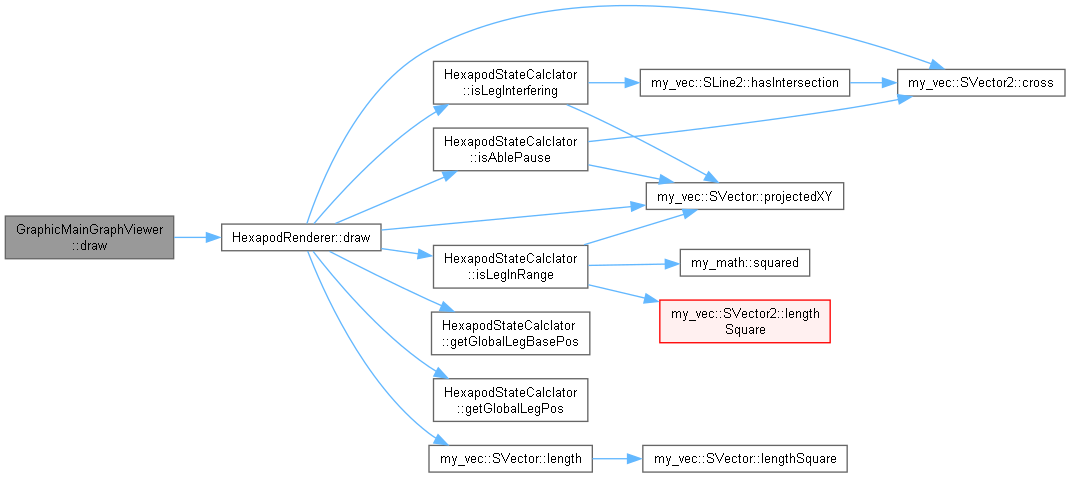 GraphicMainGraphViewer
::draw
HexapodRenderer::draw
HexapodStateCalclator
::isLegInterfering
HexapodStateCalclator
::isAblePause
HexapodStateCalclator
::isLegInRange
HexapodStateCalclator
::getGlobalLegBasePos
HexapodStateCalclator
::getGlobalLegPos
my_vec::SVector::length
my_vec::SLine2::hasIntersection
my_vec::SVector::projectedXY
my_math::squared
my_vec::SVector2::length
Square
my_vec::SVector::lengthSquare
my_vec::SVector2::cross